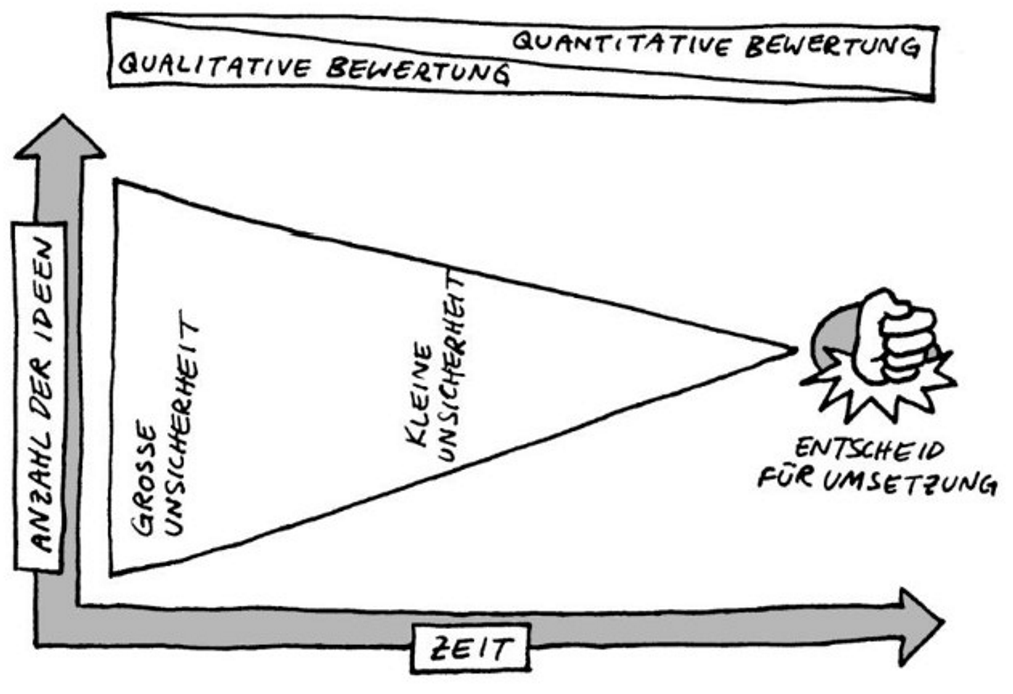 QUANTITATIVE BEWERTUNG
QUALITATIVE BEWERTUNG
ANZAHL DER IDEEN
GROSSE
UNSICHERHEIT
KLEINE
UNSICHERHEIT
ENTSCHEID
FÜR UMSETZUNG
ZEIT